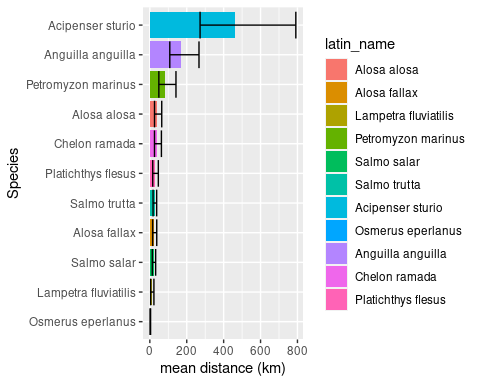 Species
Acipenser sturio
Anguilla anguilla
Petromyzon marinus
Alosa alosa
Chelon ramada
Platichthys flesus
Salmo trutta
Alosa fallax
Salmo salar
Lampetra fluviatilis
Osmerus eperlanus
0 200 400 600 800
mean distance (km)
latin_name
Alosa alosa
Alosa fallax
Lampetra fluviatilis
Petromyzon marinus
Salmo salar
Salmo trutta
Acipenser sturio
Osmerus eperlanus
Anguilla anguilla
Chelon ramada
Platichthys flesus